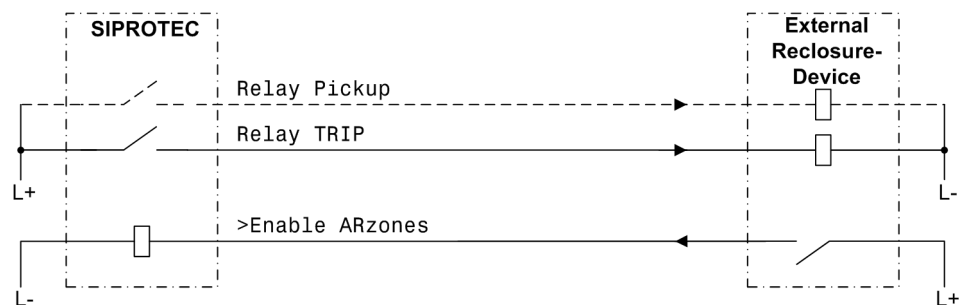 SIPROTEC
External
Reclosure-
Device
Relay Pickup
Relay TRIP
L+
L-
>Enable ARzones
L-
L+